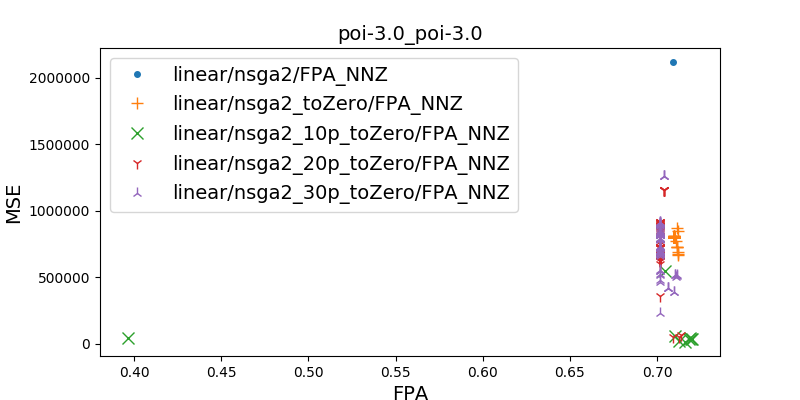 poi-3.0_poi-3.0
linear/nsga2/FPA_NNZ
linear/nsga2_toZero/FPA_NNZ
linear/nsga2_10p_toZero/FPA_NNZ
linear/nsga2_20p_toZero/FPA_NNZ
linear/nsga2_30p_toZero/FPA_NNZ
MSE
2000000
1500000
1000000
500000
0
0.40 0.45 0.50 0.55 0.60 0.65 0.70
FPA